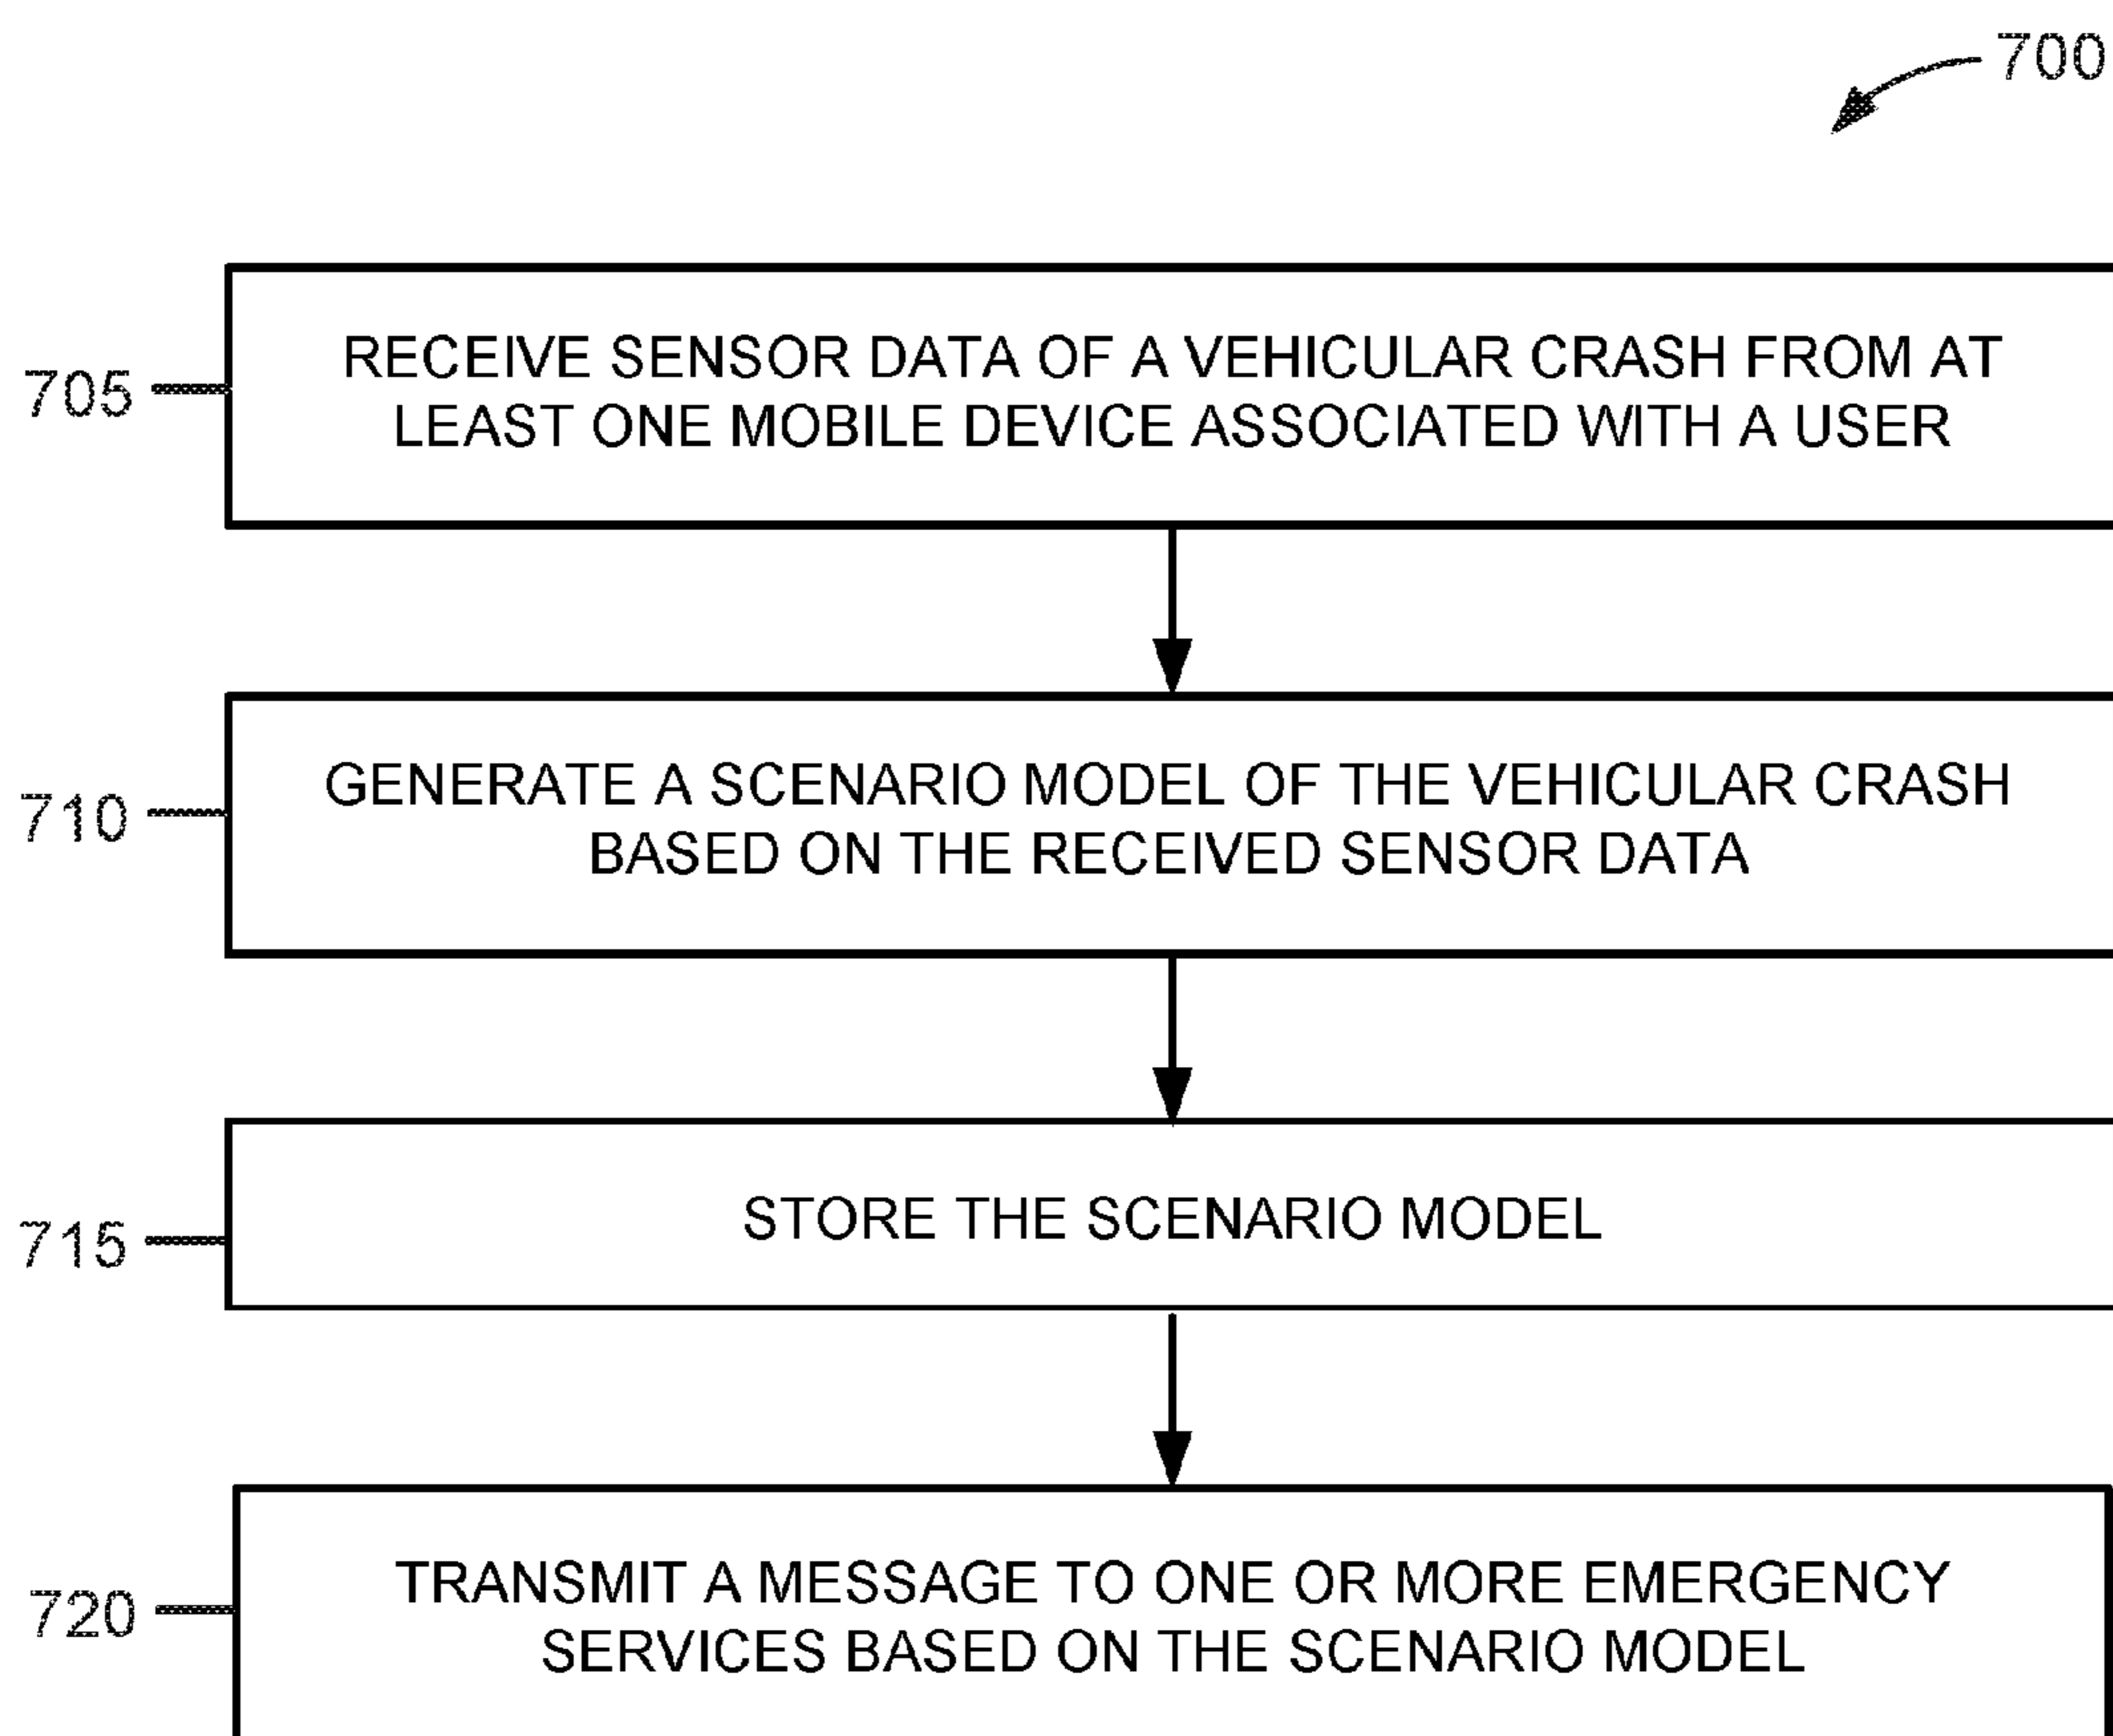 700
705
RECEIVE SENSOR DATA OF A VEHICULAR CRASH FROM AT
LEAST ONE MOBILE DEVICE ASSOCIATED WITH A USER
710
GENERATE A SCENARIO MODEL OF THE VEHICULAR CRASH
BASED ON THE RECEIVED SENSOR DATA
715
STORE THE SCENARIO MODEL
720
TRANSMIT A MESSAGE TO ONE OR MORE EMERGENCY
SERVICES BASED ON THE SCENARIO MODEL